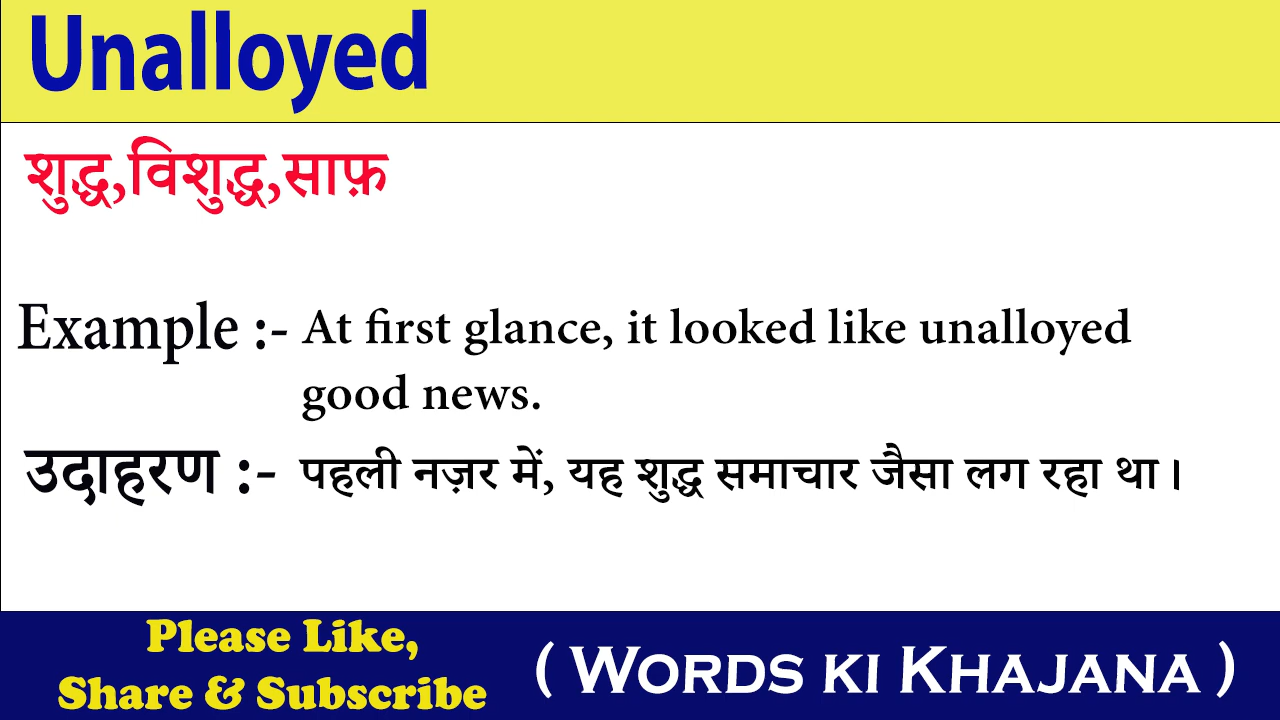 Unalloyed
शुद्ध,विशुद्ध,साफ़
Example :- At first glance, it looked like unalloyed
good news.
उदाहरण :- पहली नज़र में, यह शुद्ध समाचार जैसा लग रहा था।
Please Like,
Share & Subscribe
( WORDS KI KHAJANA )